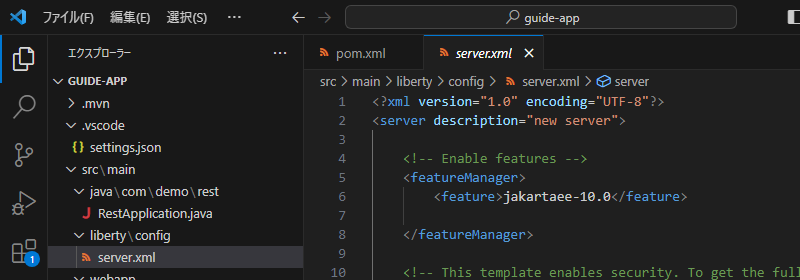 ファイル(F) 編集(E) 選択(S) … guide-app
エクスプローラー
GUIDE-APP
.mvn
.vscode
{} settings.json
src\main
java\com\demo\rest
J RestApplication.java
liberty\config
server.xml
webapp
1
pom.xml server.xml
src > main > liberty > config > server.xml > server
1 <?xml version="1.0" encoding="UTF-8"?>
2 <server description="new server">
3
4 <!-- Enable features -->
5 <featureManager>
6 <feature>jakartaee-10.0</feature>
7
8 </featureManager>
9
10 <!-- This template enables security. To get the full